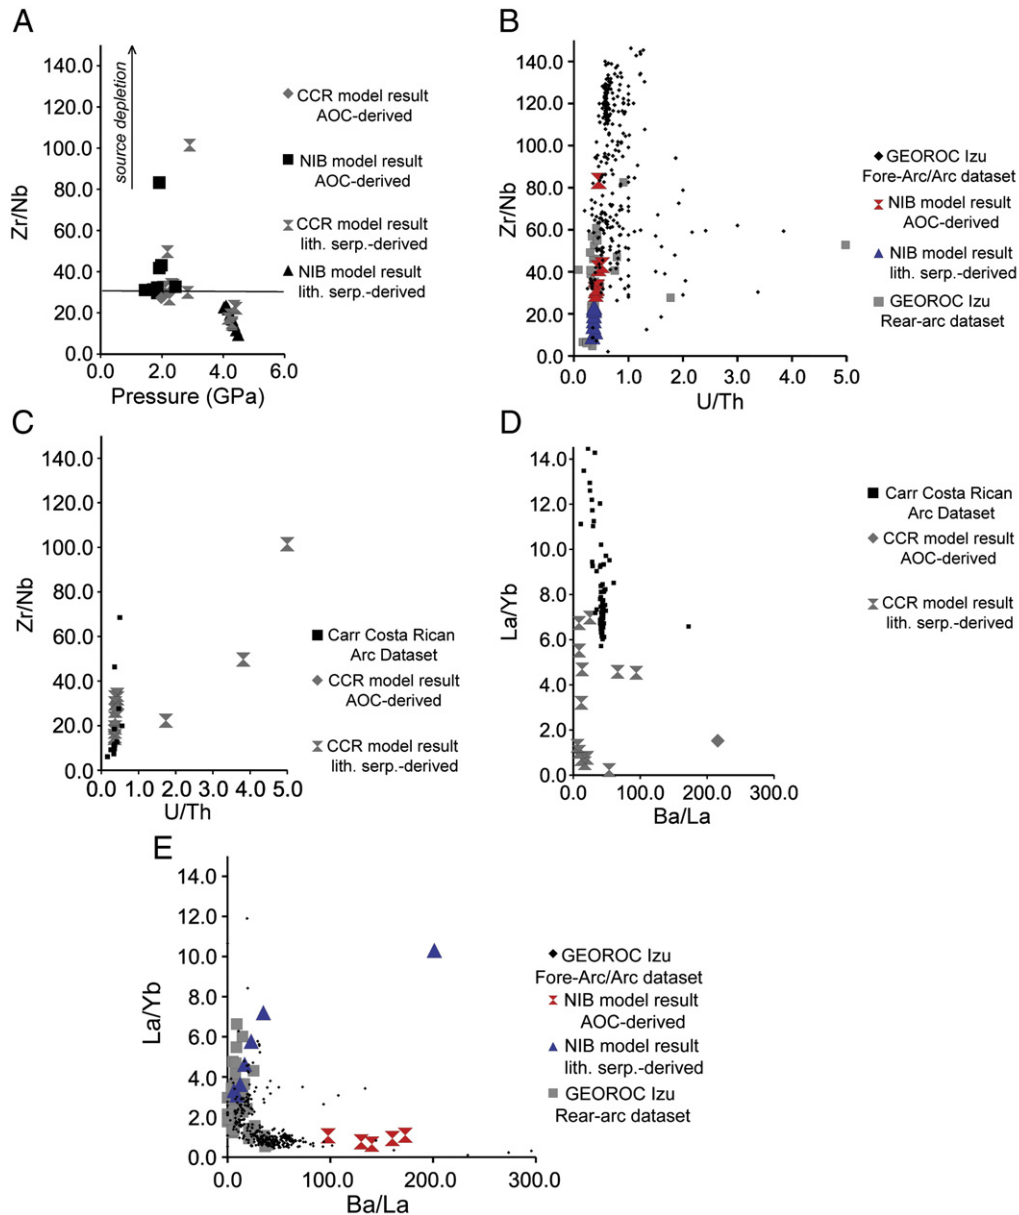 A
140.0
120.0
100.0
80.0
60.0
40.0
20.0
0.0
Zr/Nb
source depletion
0.0 2.0 4.0 6.0
Pressure (GPa)
CCR model result
AOC-derived
NIB model result
AOC-derived
CCR model result
lith. serp.-derived
NIB model result
lith. serp.-derived
B
140.0
120.0
100.0
80.0
60.0
40.0
20.0
0.0
Zr/Nb
0.0 1.0 2.0 3.0 4.0 5.0
U/Th
GEOROC Izu
Fore-Arc/Arc dataset
NIB model result
AOC-derived
NIB model result
lith. serp.-derived
GEOROC Izu
Rear-arc dataset
C
140.0
120.0
100.0
80.0
60.0
40.0
20.0
0.0
Zr/Nb
0.0 1.0 2.0 3.0 4.0 5.0
U/Th
Carr Costa Rican
Arc Dataset
CCR model result
AOC-derived
CCR model result
lith. serp.-derived
D
14.0
12.0
10.0
8.0
6.0
4.0
2.0
0.0
La/Yb
0.0 100.0 200.0 300.0
Ba/La
Carr Costa Rican
Arc Dataset
CCR model result
AOC-derived
CCR model result
lith. serp.-derived
E
14.0
12.0
10.0
8.0
6.0
4.0
2.0
0.0
La/Yb
0.0 100.0 200.0 300.0
Ba/La
GEOROC Izu
Fore-Arc/Arc dataset
NIB model result
AOC-derived
NIB model result
lith. serp.-derived
GEOROC Izu
Rear-arc dataset